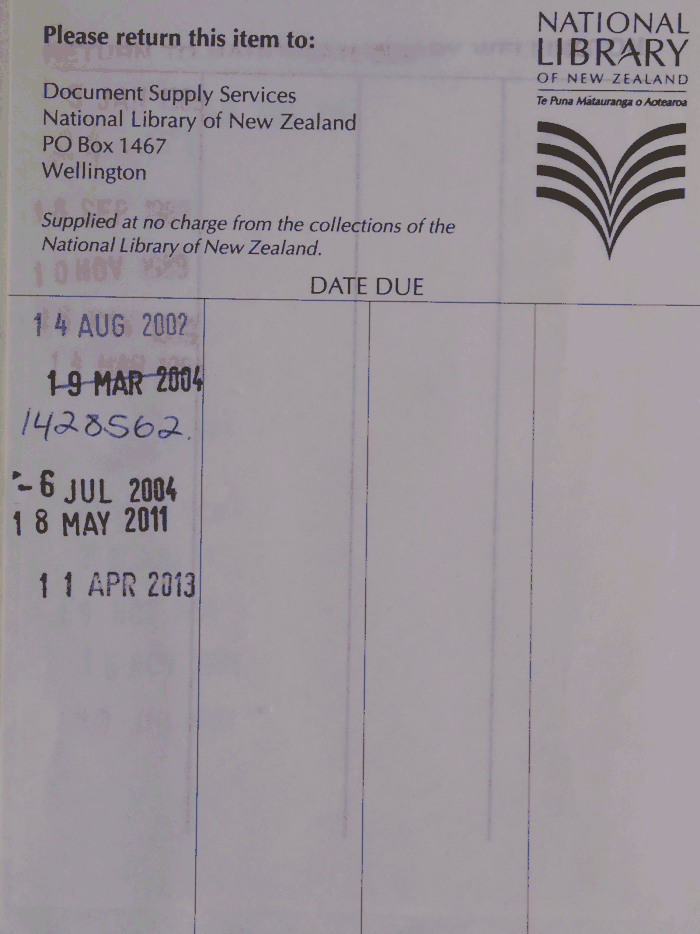 Please return this item to:
NATIONAL
LIBRARY
OF NEW ZEALAND
Te Puna Mātauranga o Aotearoa
Document Supply Services
National Library of New Zealand
PO Box 1467
Wellington
Supplied at no charge from the collections of the
National Library of New Zealand.
10 NOV
DATE DUE
14 AUG 2002
19 MAR 2004
1428562.
-6 JUL 2004
18 MAY 2011
11 APR 2013